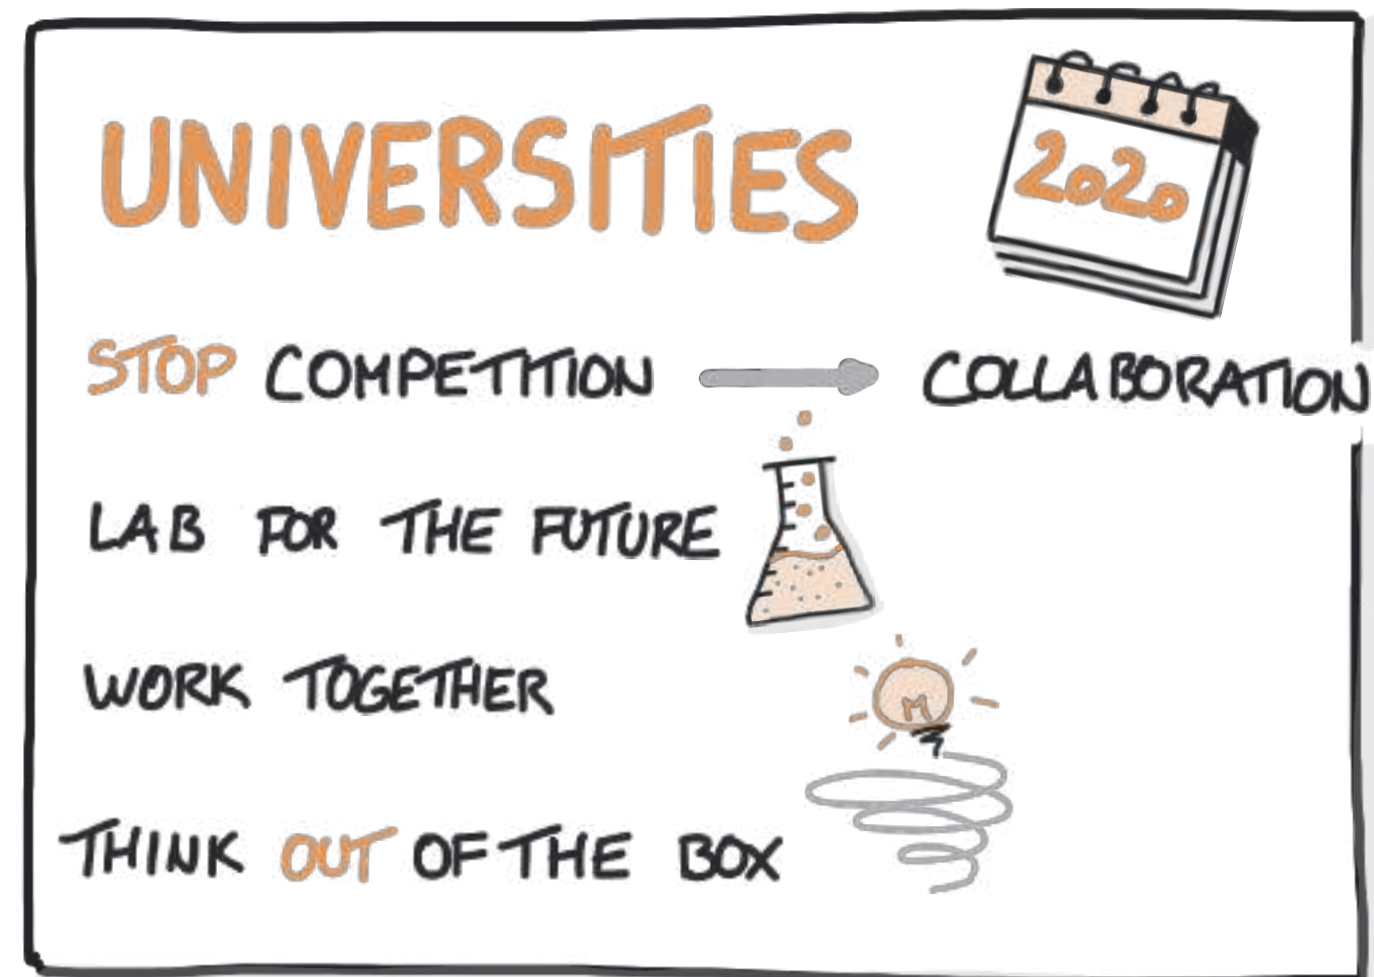 UNIVERSITIES
2020
STOP COMPETITION COLLABORATION
LAB FOR THE FUTURE
WORK TOGETHER
THINK OUT OF THE BOX